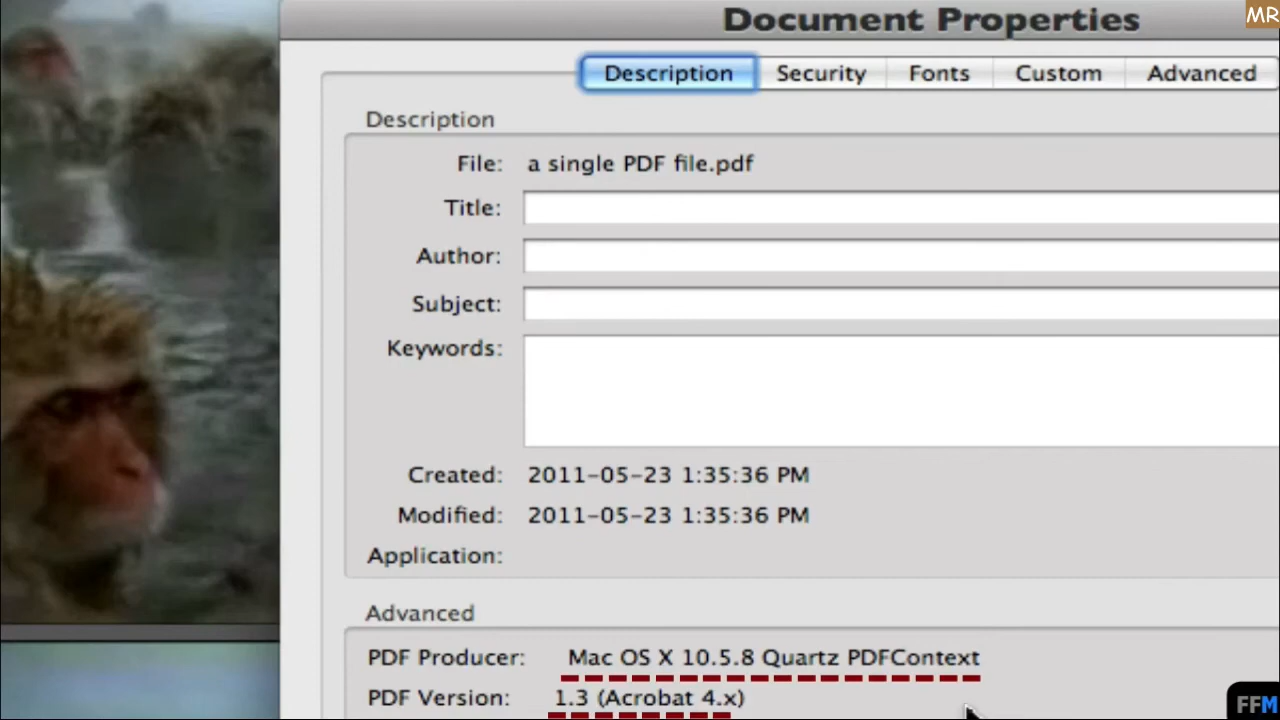 Document Properties
MR
Description Security Fonts Custom Advanced
Description
File: a single PDF file.pdf
Title:
Author:
Subject:
Keywords:
Created: 2011-05-23 1:35:36 PM
Modified: 2011-05-23 1:35:36 PM
Application:
Advanced
PDF Producer: Mac OS X 10.5.8 Quartz PDFContext
PDF Version: 1.3 (Acrobat 4.x)
FFM